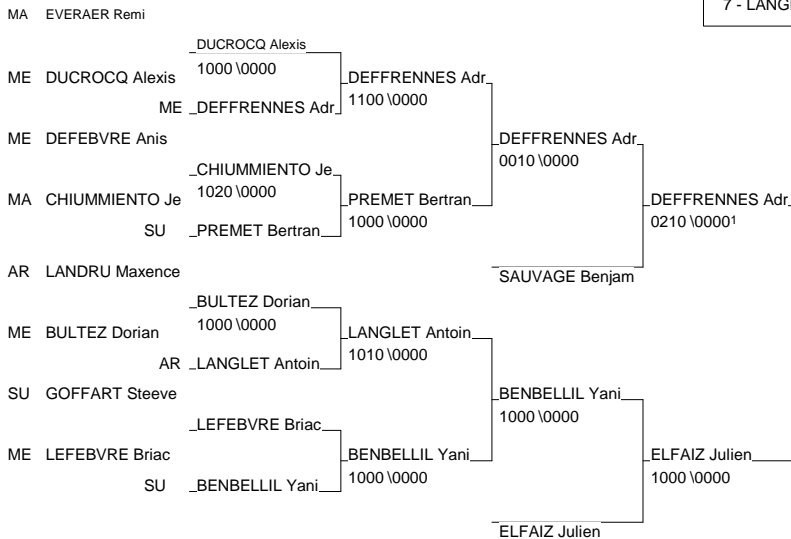 7 - LANG
MA EVERAER Remi
DUCROCQ Alexis
1000 \0000
ME DUCROCQ Alexis
DEFFRENNES Adr
1100 \0000
ME DEFFRENNES Adr
ME DEFEBVRE Anis
DEFFRENNES Adr
0010 \0000
CHIUMMIENTO Je
1020 \0000
MA CHIUMMIENTO Je
PREMET Bertran
1000 \0000
DEFFRENNES Adr
0210 \0000¹
SU PREMET Bertran
AR LANDRU Maxence
SAUVAGE Benjam
BULTEZ Dorian
1000 \0000
ME BULTEZ Dorian
LANGLET Antoin
1010 \0000
AR LANGLET Antoin
SU GOFFART Steeve
BENBELLIL Yani
1000 \0000
LEFEBVRE Briac
ME LEFEBVRE Briac
BENBELLIL Yani
1000 \0000
ELFAIZ Julien
1000 \0000
SU BENBELLIL Yani
ELFAIZ Julien